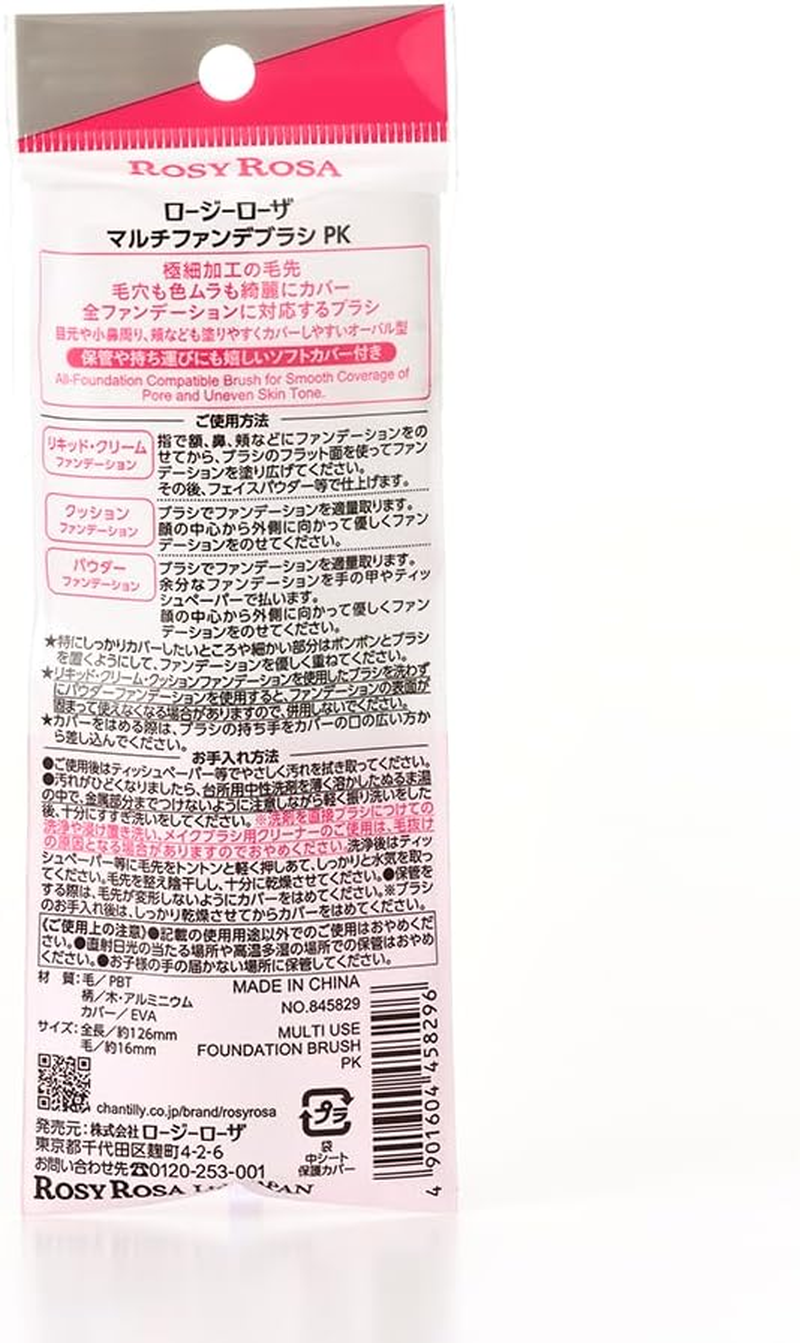 ROSY ROSA
ロージーローザ
マルチファンデブラシ PK
極細加工の毛先
毛穴も色ムラも綺麗にカバー
全ファンデーションに対応するブラシ
目元や小鼻周り、頬なども塗りやすくカバーしやすいオーバル型
保管や持ち運びにも嬉しいソフトカバー付き
All-Foundation Compatible Brush for Smooth Coverage of
Pore and Uneven Skin Tone.
ご使用方法
リキッド・クリーム
ファンデーション
指で額、鼻、頬などにファンデーションをの
せてから、ブラシのフラット面を使ってファン
デーションを塗り広げてください。
その後、フェイスパウダー等で仕上げます。
クッション
ファンデーション
ブラシでファンデーションを適量取ります。
顔の中心から外側に向かって優しくファン
デーションをのせてください。
パウダー
ファンデーション
ブラシでファンデーションを適量取ります。
余分なファンデーションを手の甲やティッ
シュペーパーで払います。
顔の中心から外側に向かって優しくファン
デーションをのせてください。
★特にしっかりカバーしたいところや細かい部分はポンポンとブラシ
を置くようにして、ファンデーションを優しく重ねてください。
★リキッド・クリーム・クッションファンデーションを使用したブラシを洗わず
にパウダーファンデーションを使用すると、ファンデーションの表面が
固まって使えなくなる場合がありますので、併用しないでください。
★カバーをはめる際は、ブラシの持ち手をカバーの口の広い方か
ら差し込んでください。
お手入れ方法
●ご使用後はティッシュペーパー等でやさしく汚れを拭き取ってください。
●汚れがひどくなりましたら、台所用中性洗剤を薄く溶かしたぬるま湯
の中で、金属部分までつけないように注意しながら軽く振り洗いをした
後、十分にすすぎ洗いをしてください。※洗剤を直接ブラシにつけての
洗浄や浸け置き洗い、メイクブラシ用クリーナーのご使用は、毛抜け
の原因となる場合がありますのでおやめください。洗浄後はティッ
シュペーパー等に毛先をトントンと軽く押しあて、しっかりと水気を取っ
てください。毛先を整え陰干しし、十分に乾燥させてください。●保管を
する際は、毛先が変形しないようにカバーをはめてください。※ブラシ
のお手入れ後は、しっかり乾燥させてからカバーをはめてください。
《ご使用上の注意》●記載の使用用途以外でのご使用はおやめくだ
さい。●直射日光の当たる場所や高温多湿の場所での保管はおやめ
ください。●お子様の手の届かない場所に保管してください。
材 質：毛／PBT
柄／木・アルミニウム
カバー／EVA
サイズ：全長／約126mm
毛／約16mm
MADE IN CHINA
NO.845829
MULTI USE
FOUNDATION BRUSH
PK
chantilly.co.jp/brand/rosyrosa
発売元：株式会社ロージーローザ
東京都千代田区麹町4-2-6
お問い合わせ先☎0120-253-001
プラ
袋
中シート
保護カバー
4 901604 458296
ROSY ROSA